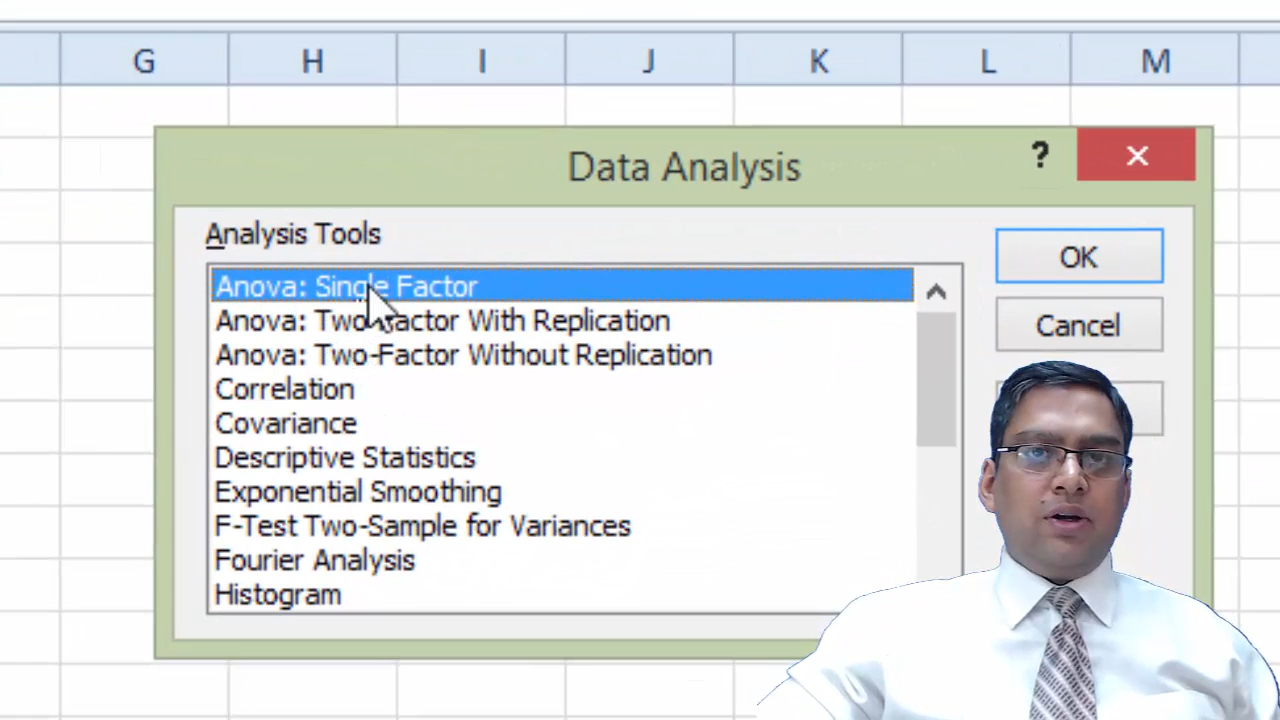 G H I J K L M
Data Analysis ? ×
Analysis Tools
OK
Anova: Single Factor
Anova: Two-Factor With Replication
Cancel
Anova: Two-Factor Without Replication
Correlation
Covariance
Descriptive Statistics
Exponential Smoothing
F-Test Two-Sample for Variances
Fourier Analysis
Histogram